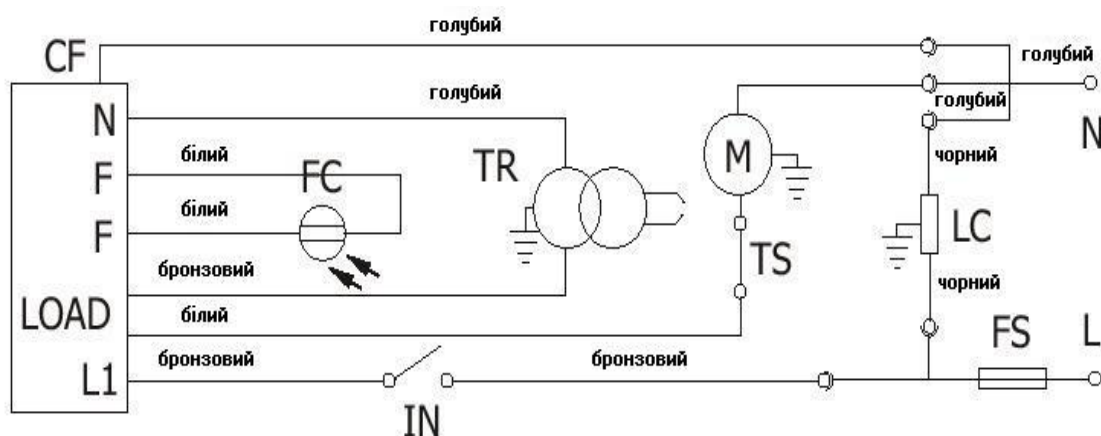 голубий
CF
голубий
N
голубий
голубий
N
білий
F
FC
TR
M
чорний
білий
F
LC
TS
бронзовий
чорний
LOAD
білий
FS
L
бронзовий
бронзовий
L1
IN